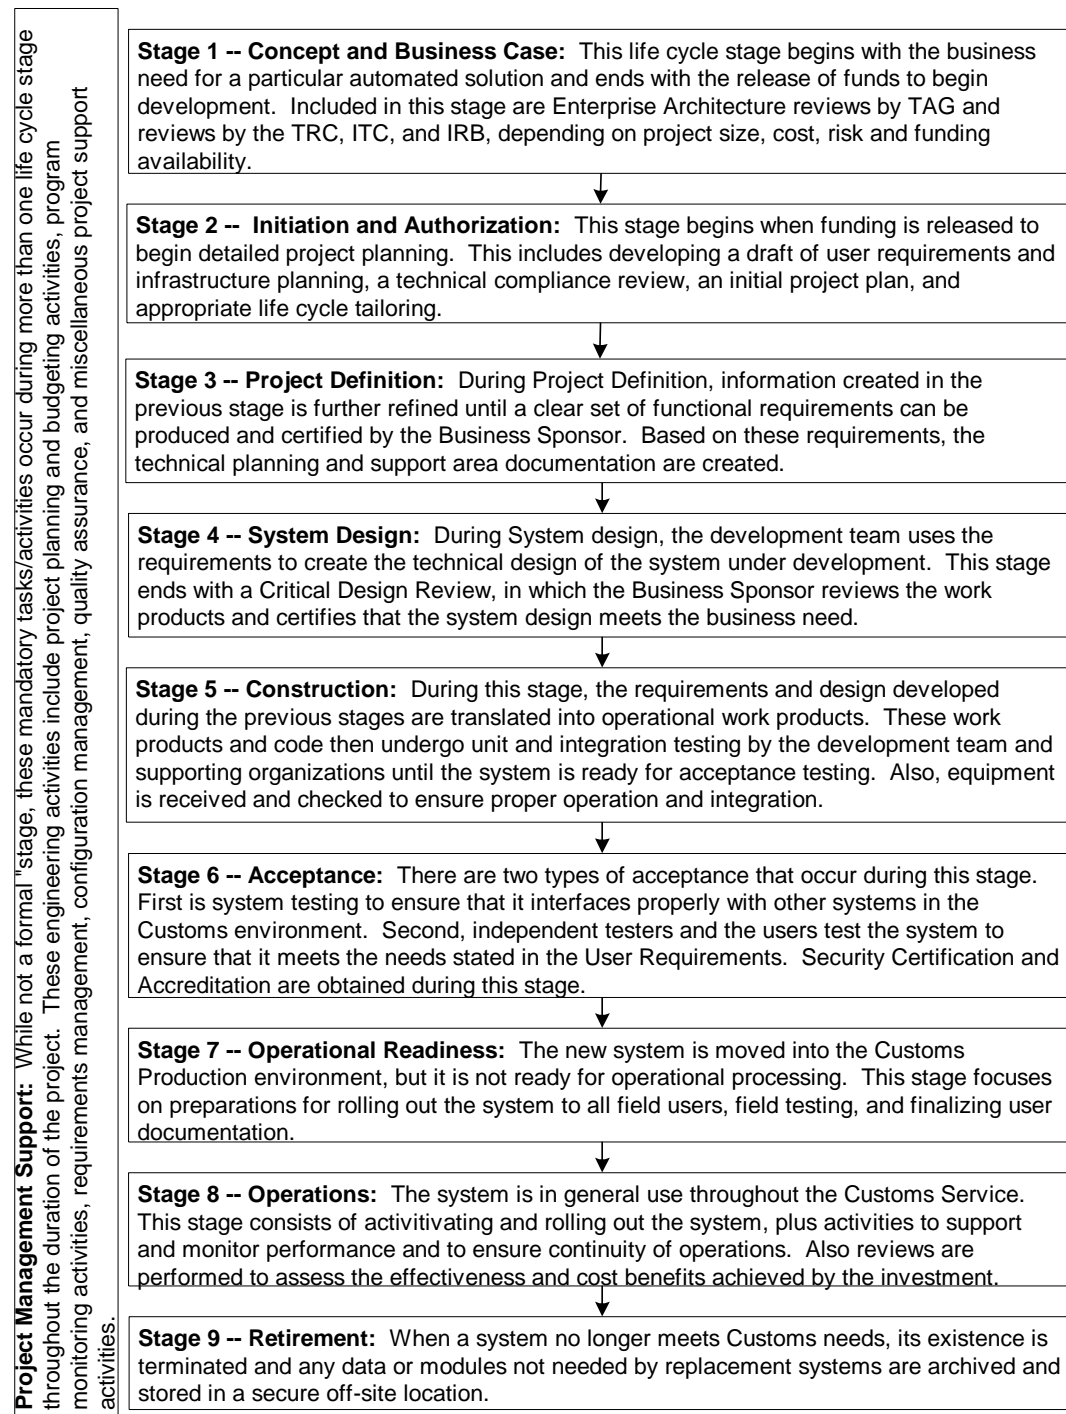 Project Management Support:  While not a formal "stage, these mandatory tasks/activities occur during more than one life cycle stage
throughout the duration of the project.  These engineering activities include project planning and budgeting activities, program
monitoring activities, requirements management, configuration management, quality assurance, and miscellaneous project support
activities.
Stage 1 -- Concept and Business Case:  This life cycle stage begins with the business
need for a particular automated solution and ends with the release of funds to begin
development.  Included in this stage are Enterprise Architecture reviews by TAG and
reviews by the TRC, ITC, and IRB, depending on project size, cost, risk and funding
availability.
Stage 2 --  Initiation and Authorization:  This stage begins when funding is released to
begin detailed project planning.  This includes developing a draft of user requirements and
infrastructure planning, a technical compliance review, an initial project plan, and
appropriate life cycle tailoring.
Stage 3 -- Project Definition:  During Project Definition, information created in the
previous stage is further refined until a clear set of functional requirements can be
produced and certified by the Business Sponsor.  Based on these requirements, the
technical planning and support area documentation are created.
Stage 4 -- System Design:  During System design, the development team uses the
requirements to create the technical design of the system under development.  This stage
ends with a Critical Design Review, in which the Business Sponsor reviews the work
products and certifies that the system design meets the business need.
Stage 5 -- Construction:  During this stage, the requirements and design developed
during the previous stages are translated into operational work products.  These work
products and code then undergo unit and integration testing by the development team and
supporting organizations until the system is ready for acceptance testing.  Also, equipment
is received and checked to ensure proper operation and integration.
Stage 6 -- Acceptance:  There are two types of acceptance that occur during this stage.
First is system testing to ensure that it interfaces properly with other systems in the
Customs environment.  Second, independent testers and the users test the system to
ensure that it meets the needs stated in the User Requirements.  Security Certification and
Accreditation are obtained during this stage.
Stage 7 -- Operational Readiness:  The new system is moved into the Customs
Production environment, but it is not ready for operational processing.  This stage focuses
on preparations for rolling out the system to all field users, field testing, and finalizing user
documentation.
Stage 8 -- Operations:  The system is in general use throughout the Customs Service.
This stage consists of activitivating and rolling out the system, plus activities to support
and monitor performance and to ensure continuity of operations.  Also reviews are
performed to assess the effectiveness and cost benefits achieved by the investment.
Stage 9 -- Retirement:  When a system no longer meets Customs needs, its existence is
terminated and any data or modules not needed by replacement systems are archived and
stored in a secure off-site location.